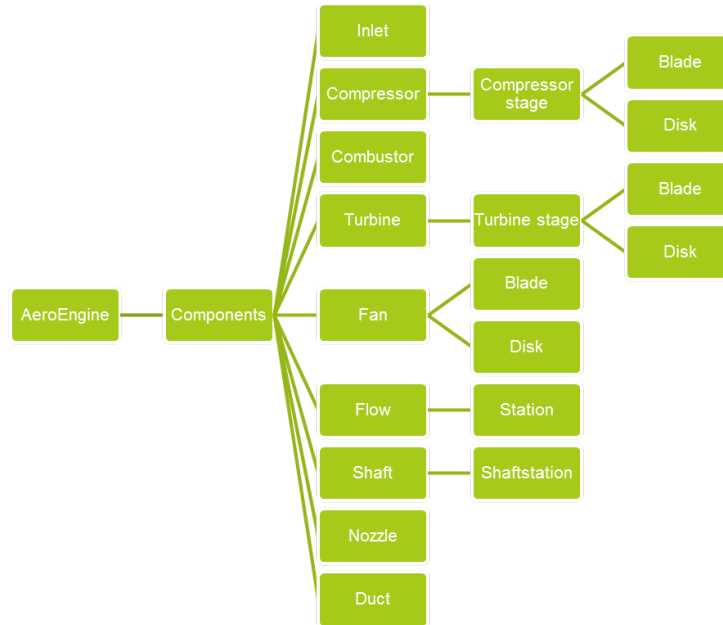 Inlet
Blade
Compressor
Compressor
stage
Disk
Combustor
Blade
Turbine
Turbine stage
Disk
Blade
AeroEngine
Components
Fan
Disk
Flow
Station
Shaft
Shaftstation
Nozzle
Duct